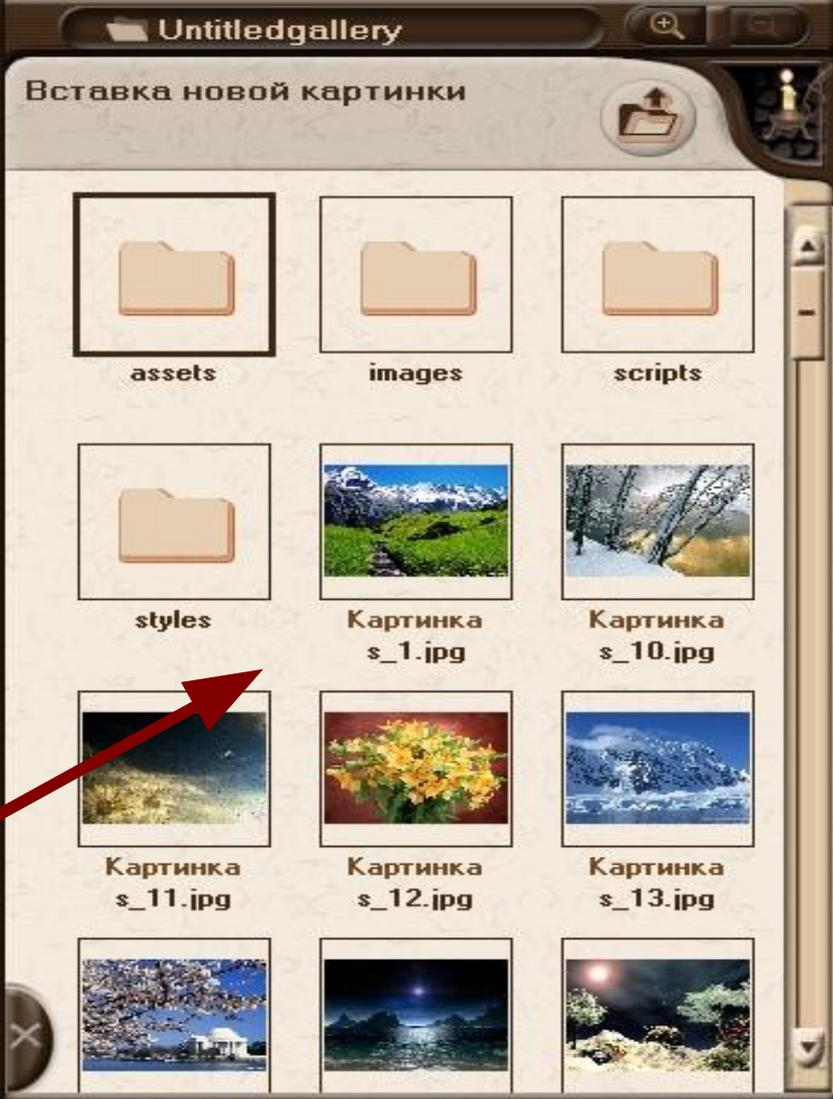 Untitledgallery
Вставка новой картинки
assets images scripts
styles Картинка Картинка
s_1.jpg s_10.jpg
Картинка Картинка Картинка
s_11.jpg s_12.jpg s_13.jpg